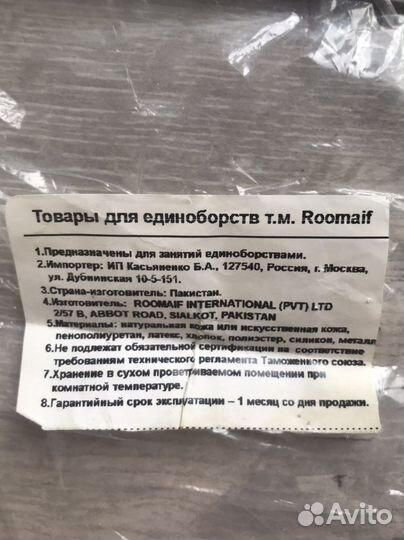 Товары для единоборств т.м. Roomaif
1.Предназначены для занятий единоборствами.
2.Импортер: ИП Касьяненко Б.А., 127540, Россия, г. Москва,
ул. Дубнинская 10-5-151.
3.Страна-изготовитель: Пакистан.
4.Изготовитель: ROOMAIF INTERNATIONAL (PVT) LTD
2/57 B, ABBOT ROAD, SIALKOT, PAKISTAN
5.Материалы: натуральная кожа или искусственная кожа,
пенополиуретан, латекс, хлопок, полиэстер, силикон, металл
6.Не подлежат обязательной сертификации на соответствие
требованиям технического регламента Таможенного союза.
7.Хранение в сухом проветриваемом помещении при
комнатной температуре.
8.Гарантийный срок эксплуатации – 1 месяц со дня продажи.
Avito